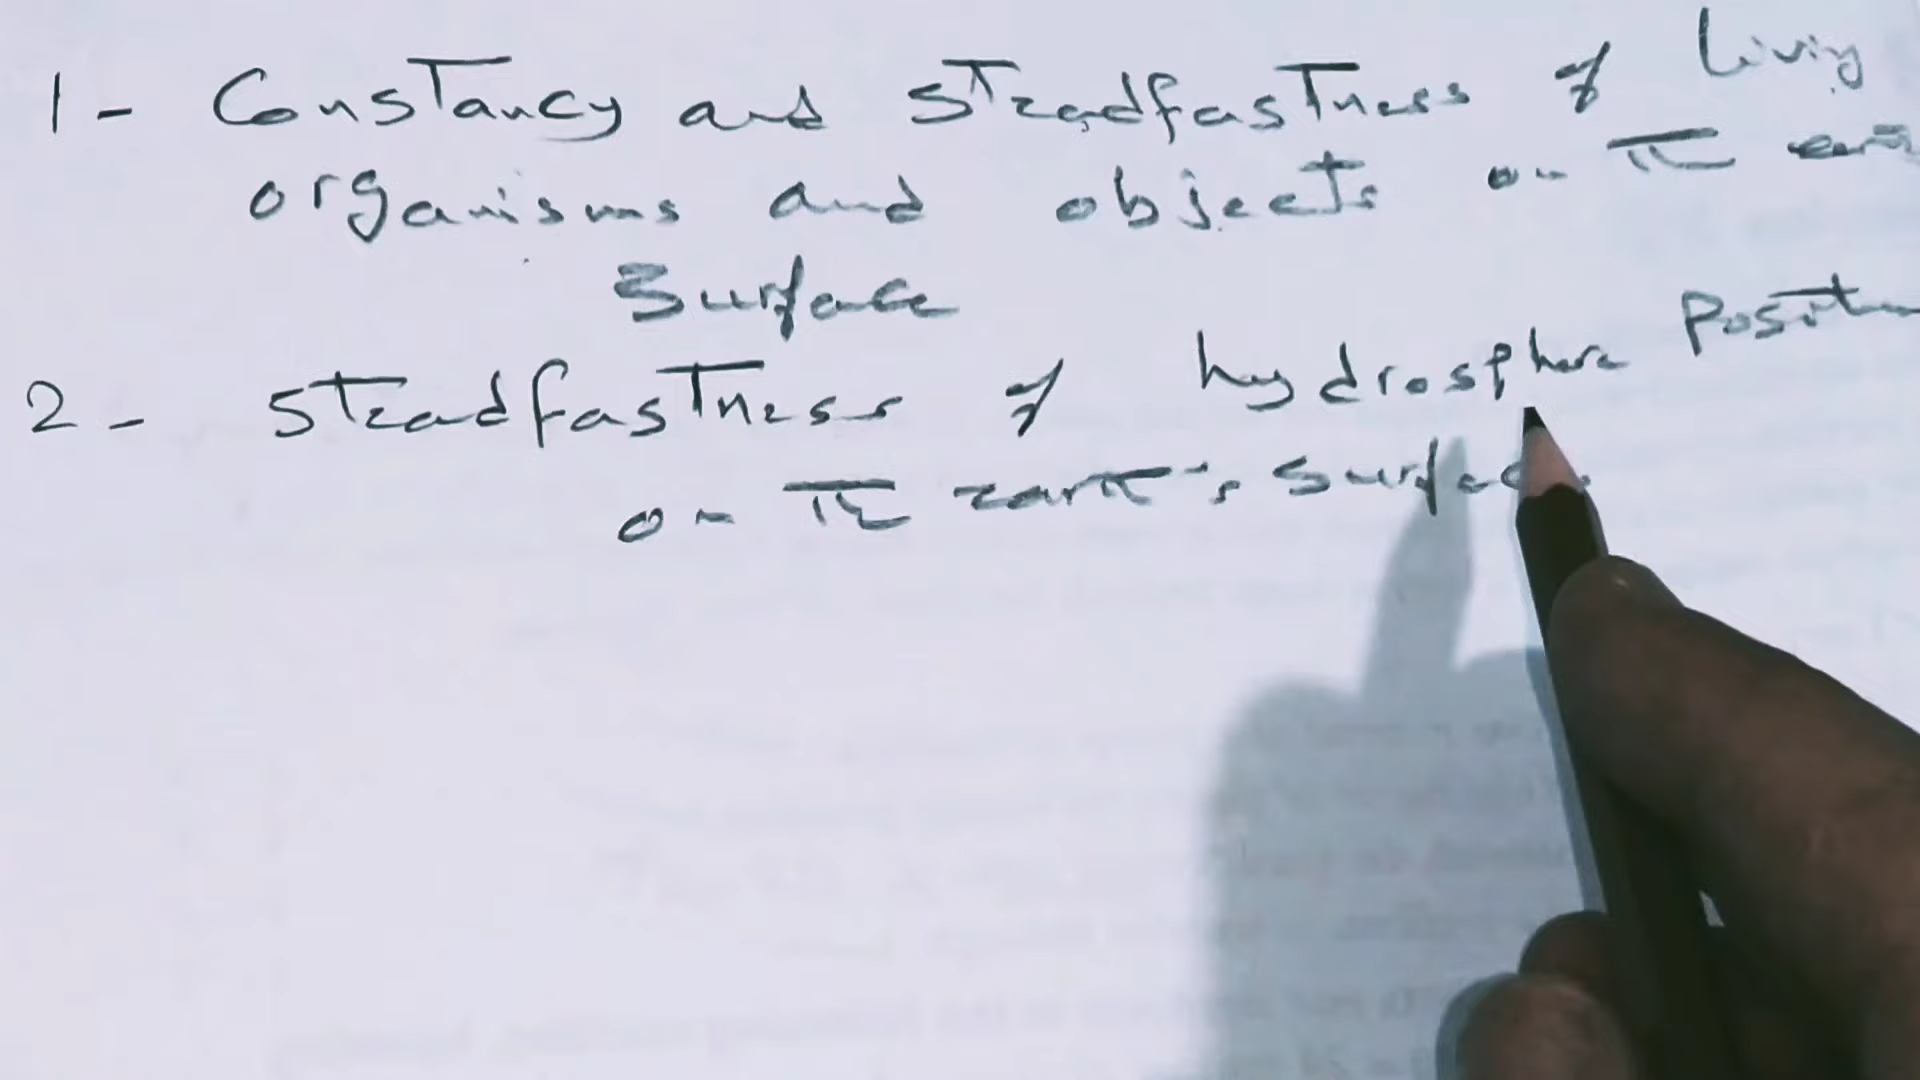 1 - Constancy and steadfastness of living
organisms and objects on the earth
surface
2 - steadfastness of hydrosphere position
on the earth's surface